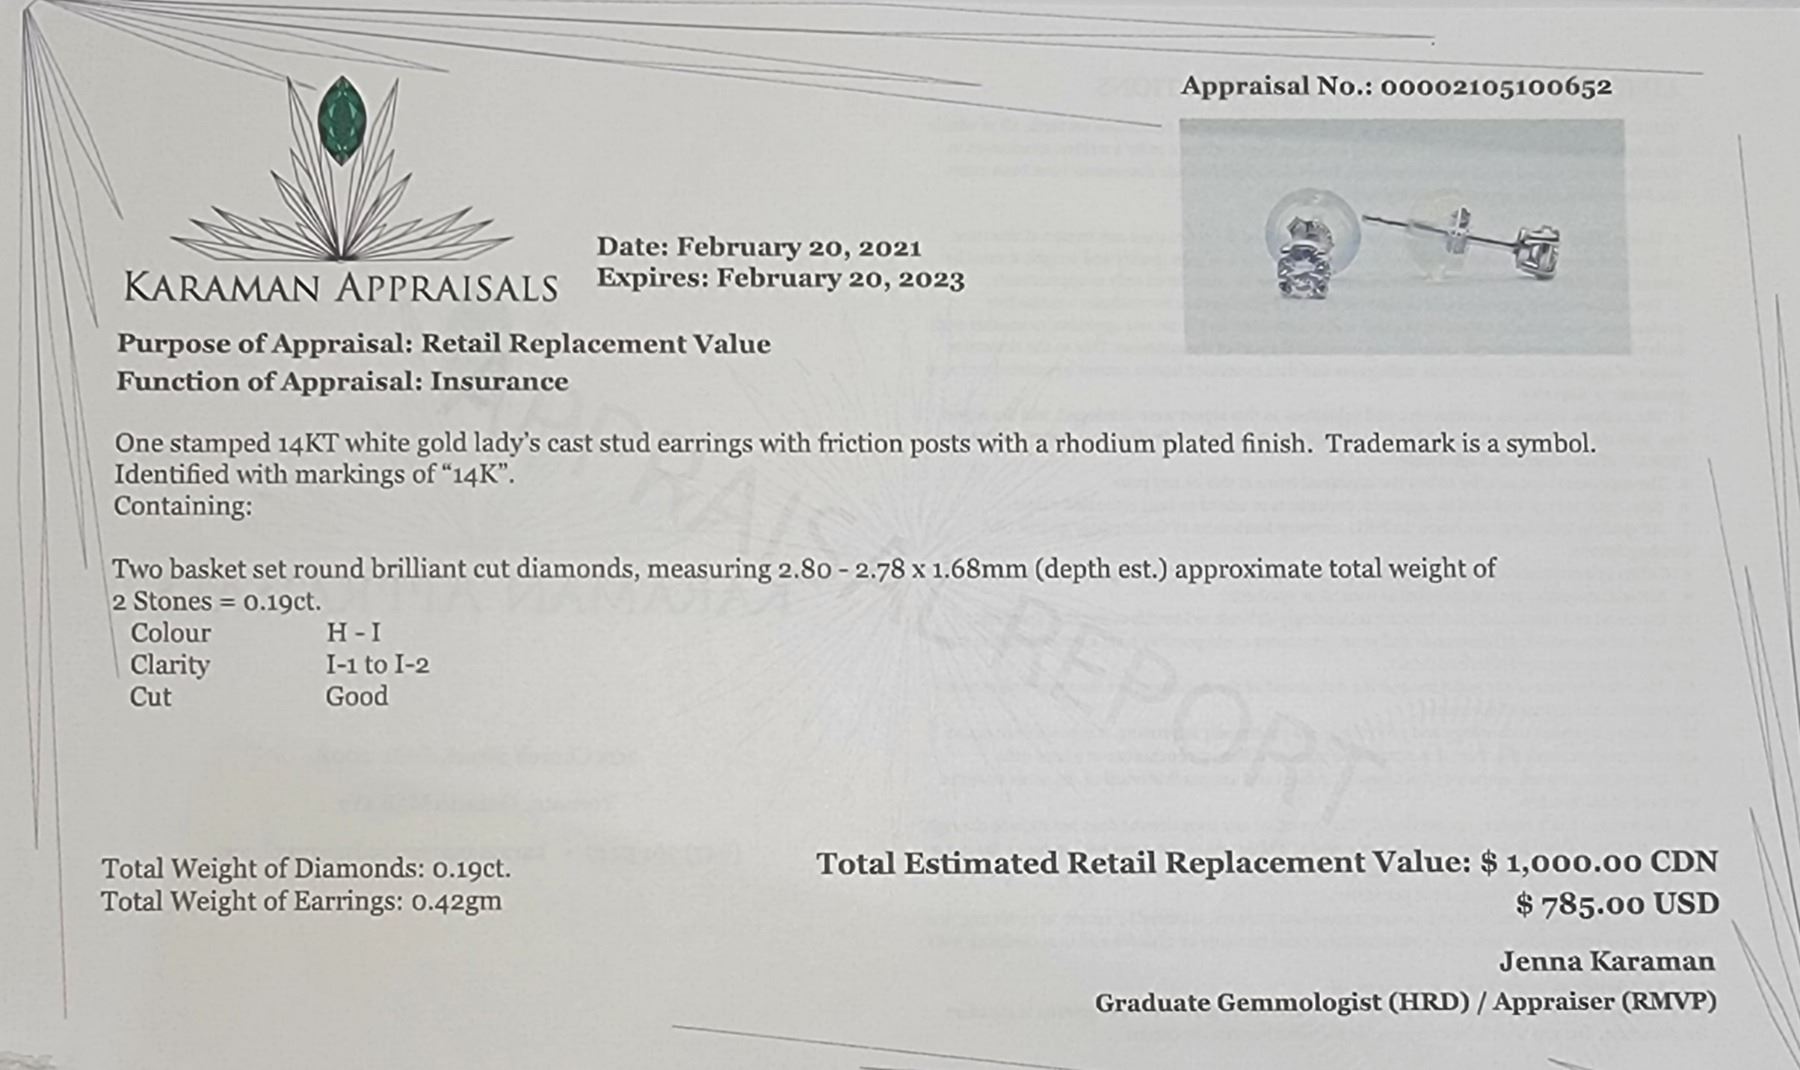 Appraisal No.: 00002105100652
KARAMAN APPRAISALS
Date: February 20, 2021
Expires: February 20, 2023
Purpose of Appraisal: Retail Replacement Value
Function of Appraisal: Insurance
One stamped 14KT white gold lady's cast stud earrings with friction posts with a rhodium plated finish. Trademark is a symbol.
Identified with markings of “14K”.
Containing:
Two basket set round brilliant cut diamonds, measuring 2.80 - 2.78 x 1.68mm (depth est.) approximate total weight of
2 Stones = 0.19ct.
Colour H - I
Clarity I-1 to I-2
Cut Good
APPRAISAL REPORT
Total Weight of Diamonds: 0.19ct.
Total Weight of Earrings: 0.42gm
Total Estimated Retail Replacement Value: $ 1,000.00 CDN
$ 785.00 USD
Jenna Karaman
Graduate Gemmologist (HRD) / Appraiser (RMVP)